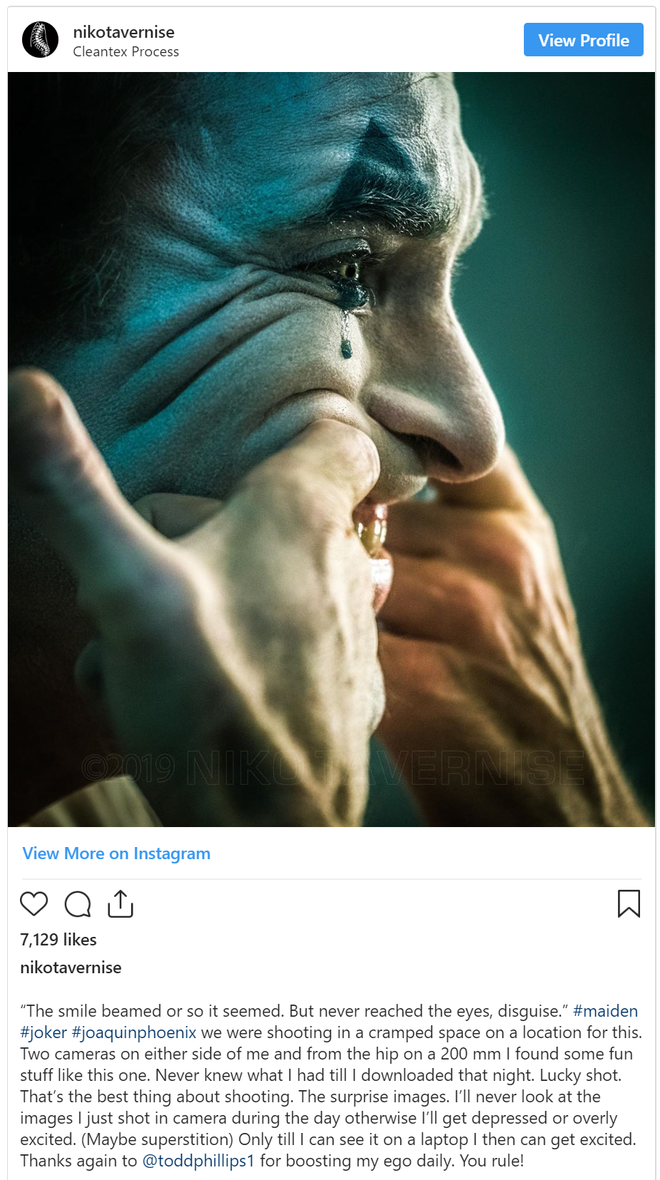 nikotavernise
Cleantex Process
View Profile
©2019 NIKOTAVERNISE
View More on Instagram
7,129 likes
nikotavernise
“The smile beamed or so it seemed. But never reached the eyes, disguise.” #maiden
#joker #joaquinphoenix we were shooting in a cramped space on a location for this.
Two cameras on either side of me and from the hip on a 200 mm I found some fun
stuff like this one. Never knew what I had till I downloaded that night. Lucky shot.
That’s the best thing about shooting. The surprise images. I’ll never look at the
images I just shot in camera during the day otherwise I’ll get depressed or overly
excited. (Maybe superstition) Only till I can see it on a laptop I then can get excited.
Thanks again to @toddphillips1 for boosting my ego daily. You rule!